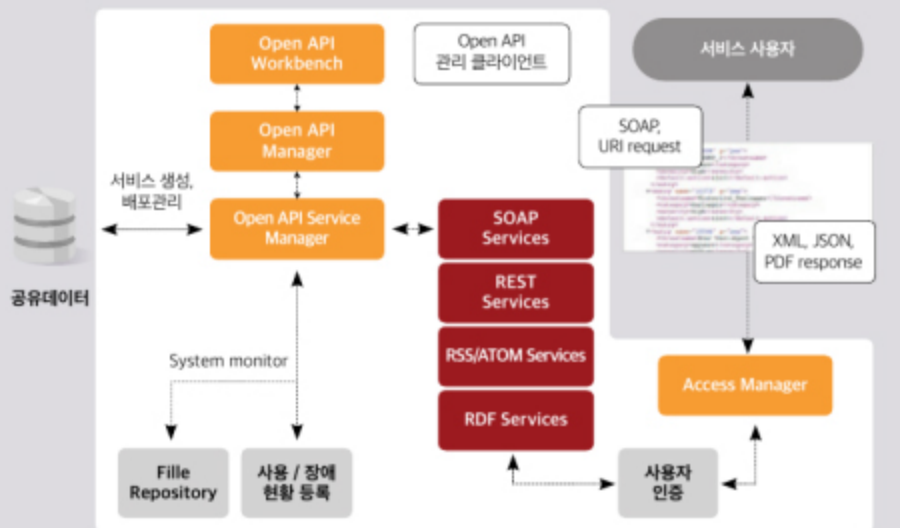 Open API
Workbench
Open API
관리 클라이언트
서비스 사용자
Open API
Manager
SOAP,
URI request
서비스 생성,
배포관리
Open API Service
Manager
SOAP
Services
XML, JSON,
PDF response
공유데이터
REST
Services
System monitor
RSS/ATOM Services
Access Manager
RDF Services
Fille
Repository
사용 / 장애
현황 등록
사용자
인증